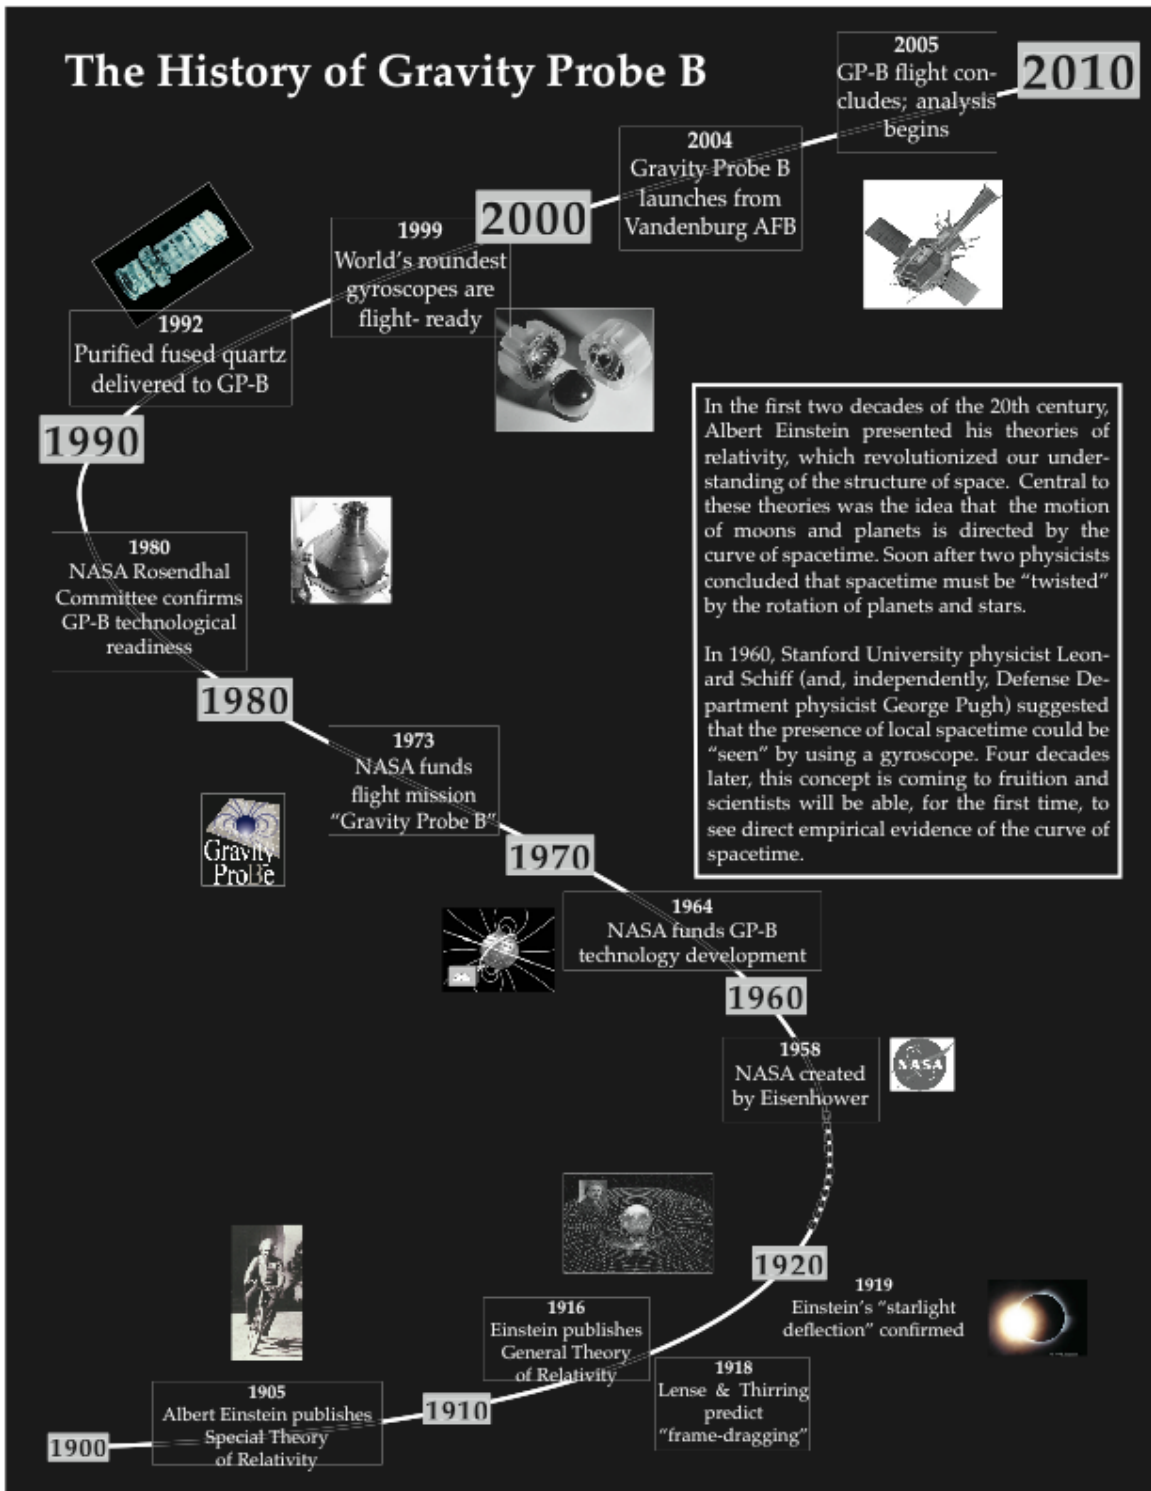 The History of Gravity Probe B
2005
GP-B flight con-
cludes; analysis
begins
2010
2004
Gravity Probe B
launches from
Vandenburg AFB
2000
1999
World's roundest
gyroscopes are
flight- ready
1992
Purified fused quartz
delivered to GP-B
1990
In the first two decades of the 20th century,
Albert Einstein presented his theories of
relativity, which revolutionized our under-
standing of the structure of space. Central to
these theories was the idea that the motion
of moons and planets is directed by the
curve of spacetime. Soon after two physicists
concluded that spacetime must be “twisted”
by the rotation of planets and stars.
In 1960, Stanford University physicist Leon-
ard Schiff (and, independently, Defense De-
partment physicist George Pugh) suggested
that the presence of local spacetime could be
“seen” by using a gyroscope. Four decades
later, this concept is coming to fruition and
scientists will be able, for the first time, to
see direct empirical evidence of the curve of
spacetime.
1980
NASA Rosendhal
Committee confirms
GP-B technological
readiness
1980
1973
NASA funds
flight mission
“Gravity Probe B”
Gravity
ProBe
1970
1964
NASA funds GP-B
technology development
1960
1958
NASA created
by Eisenhower
NASA
1920
1919
Einstein's “starlight
deflection” confirmed
1916
Einstein publishes
General Theory
of Relativity
1918
Lense & Thirring
predict
“frame-dragging”
1910
1905
Albert Einstein publishes
Special Theory
of Relativity
1900